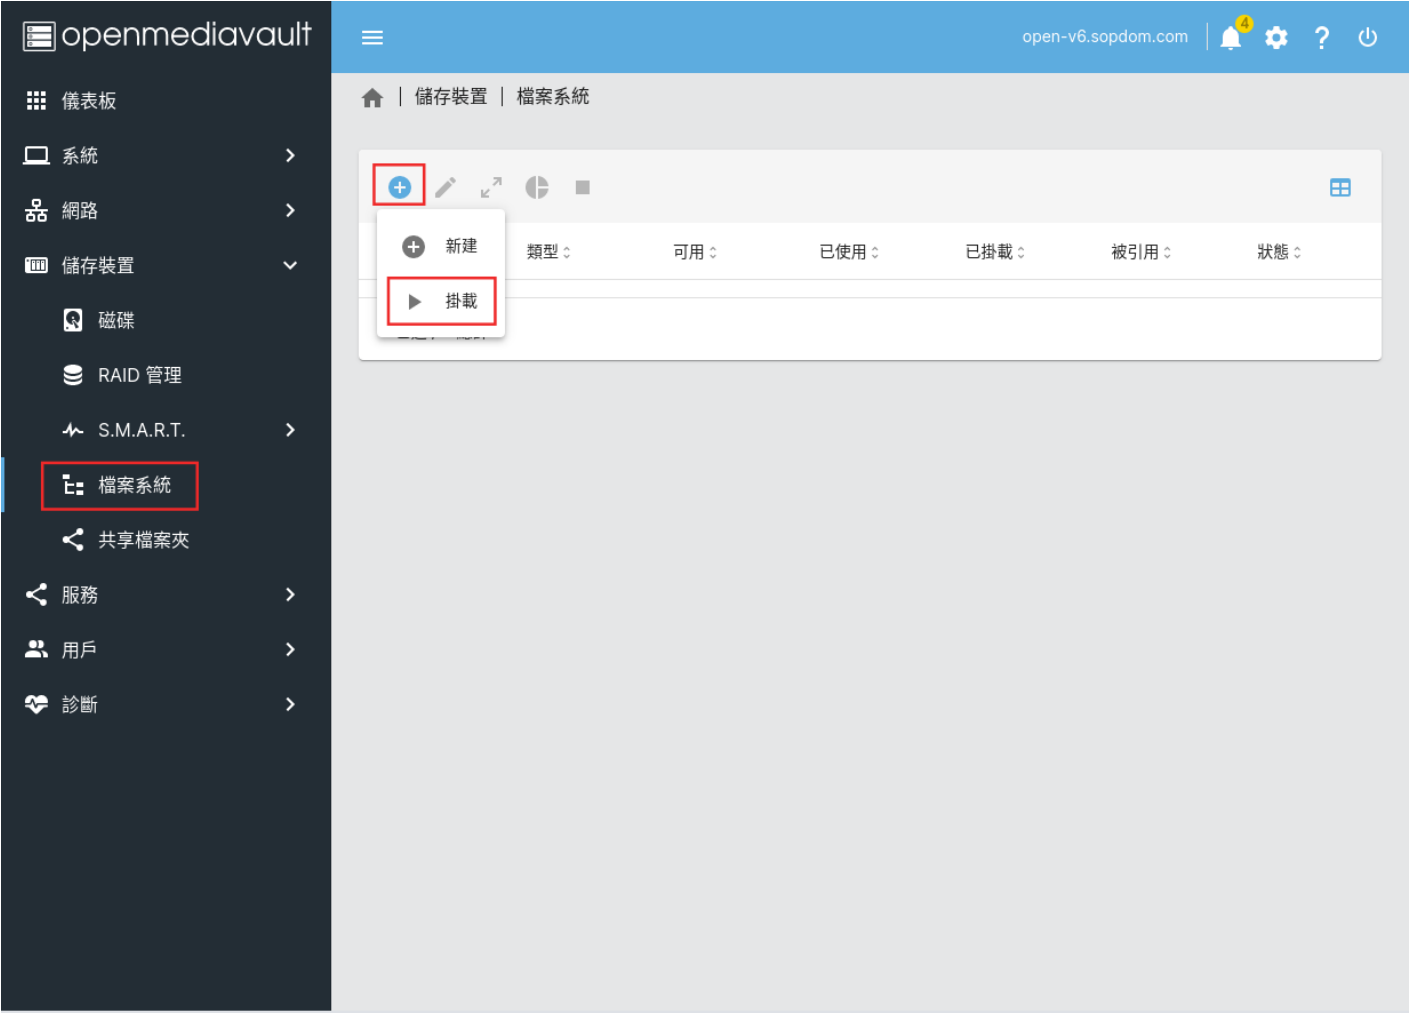 openmediavault
open-v6.sopdom.com
4
?
儀表板
系統
網路
儲存裝置
磁碟
RAID 管理
S.M.A.R.T.
檔案系統
共享檔案夾
服務
用戶
診斷
| 儲存裝置 | 檔案系統
新建
掛載
類型 可用 已使用 已掛載 被引用 狀態